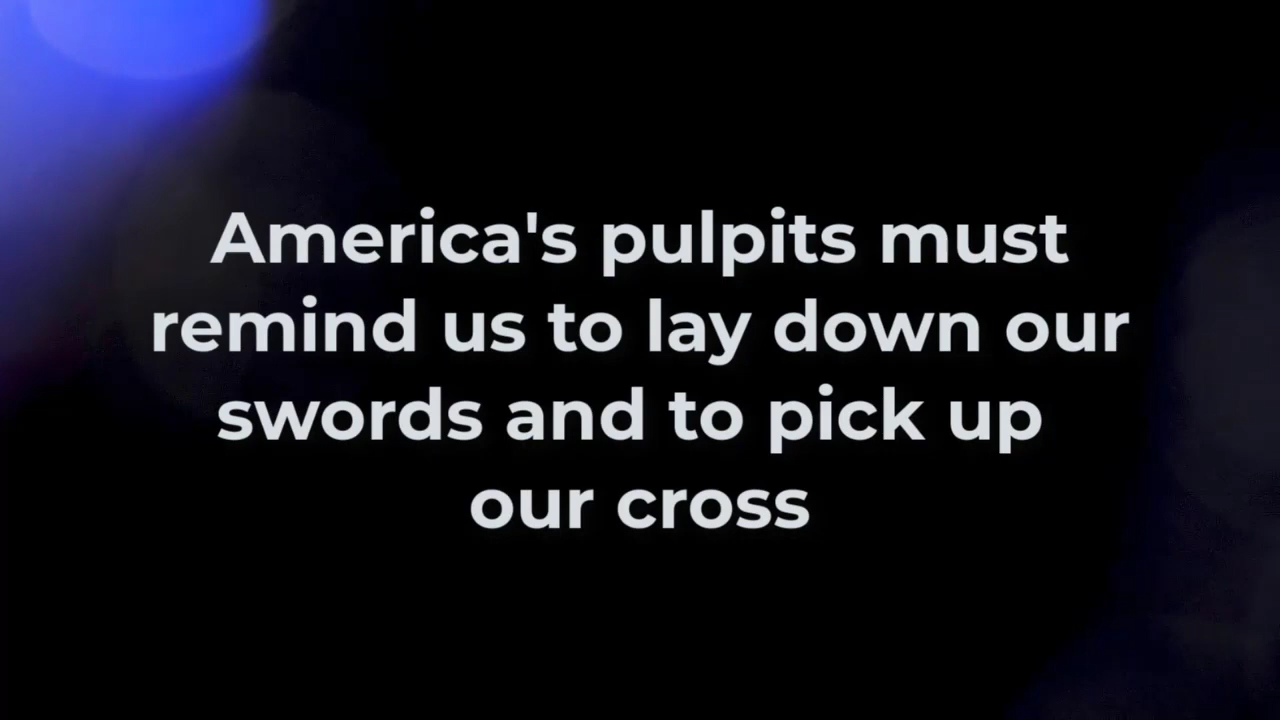 America's pulpits must
remind us to lay down our
swords and to pick up
our cross